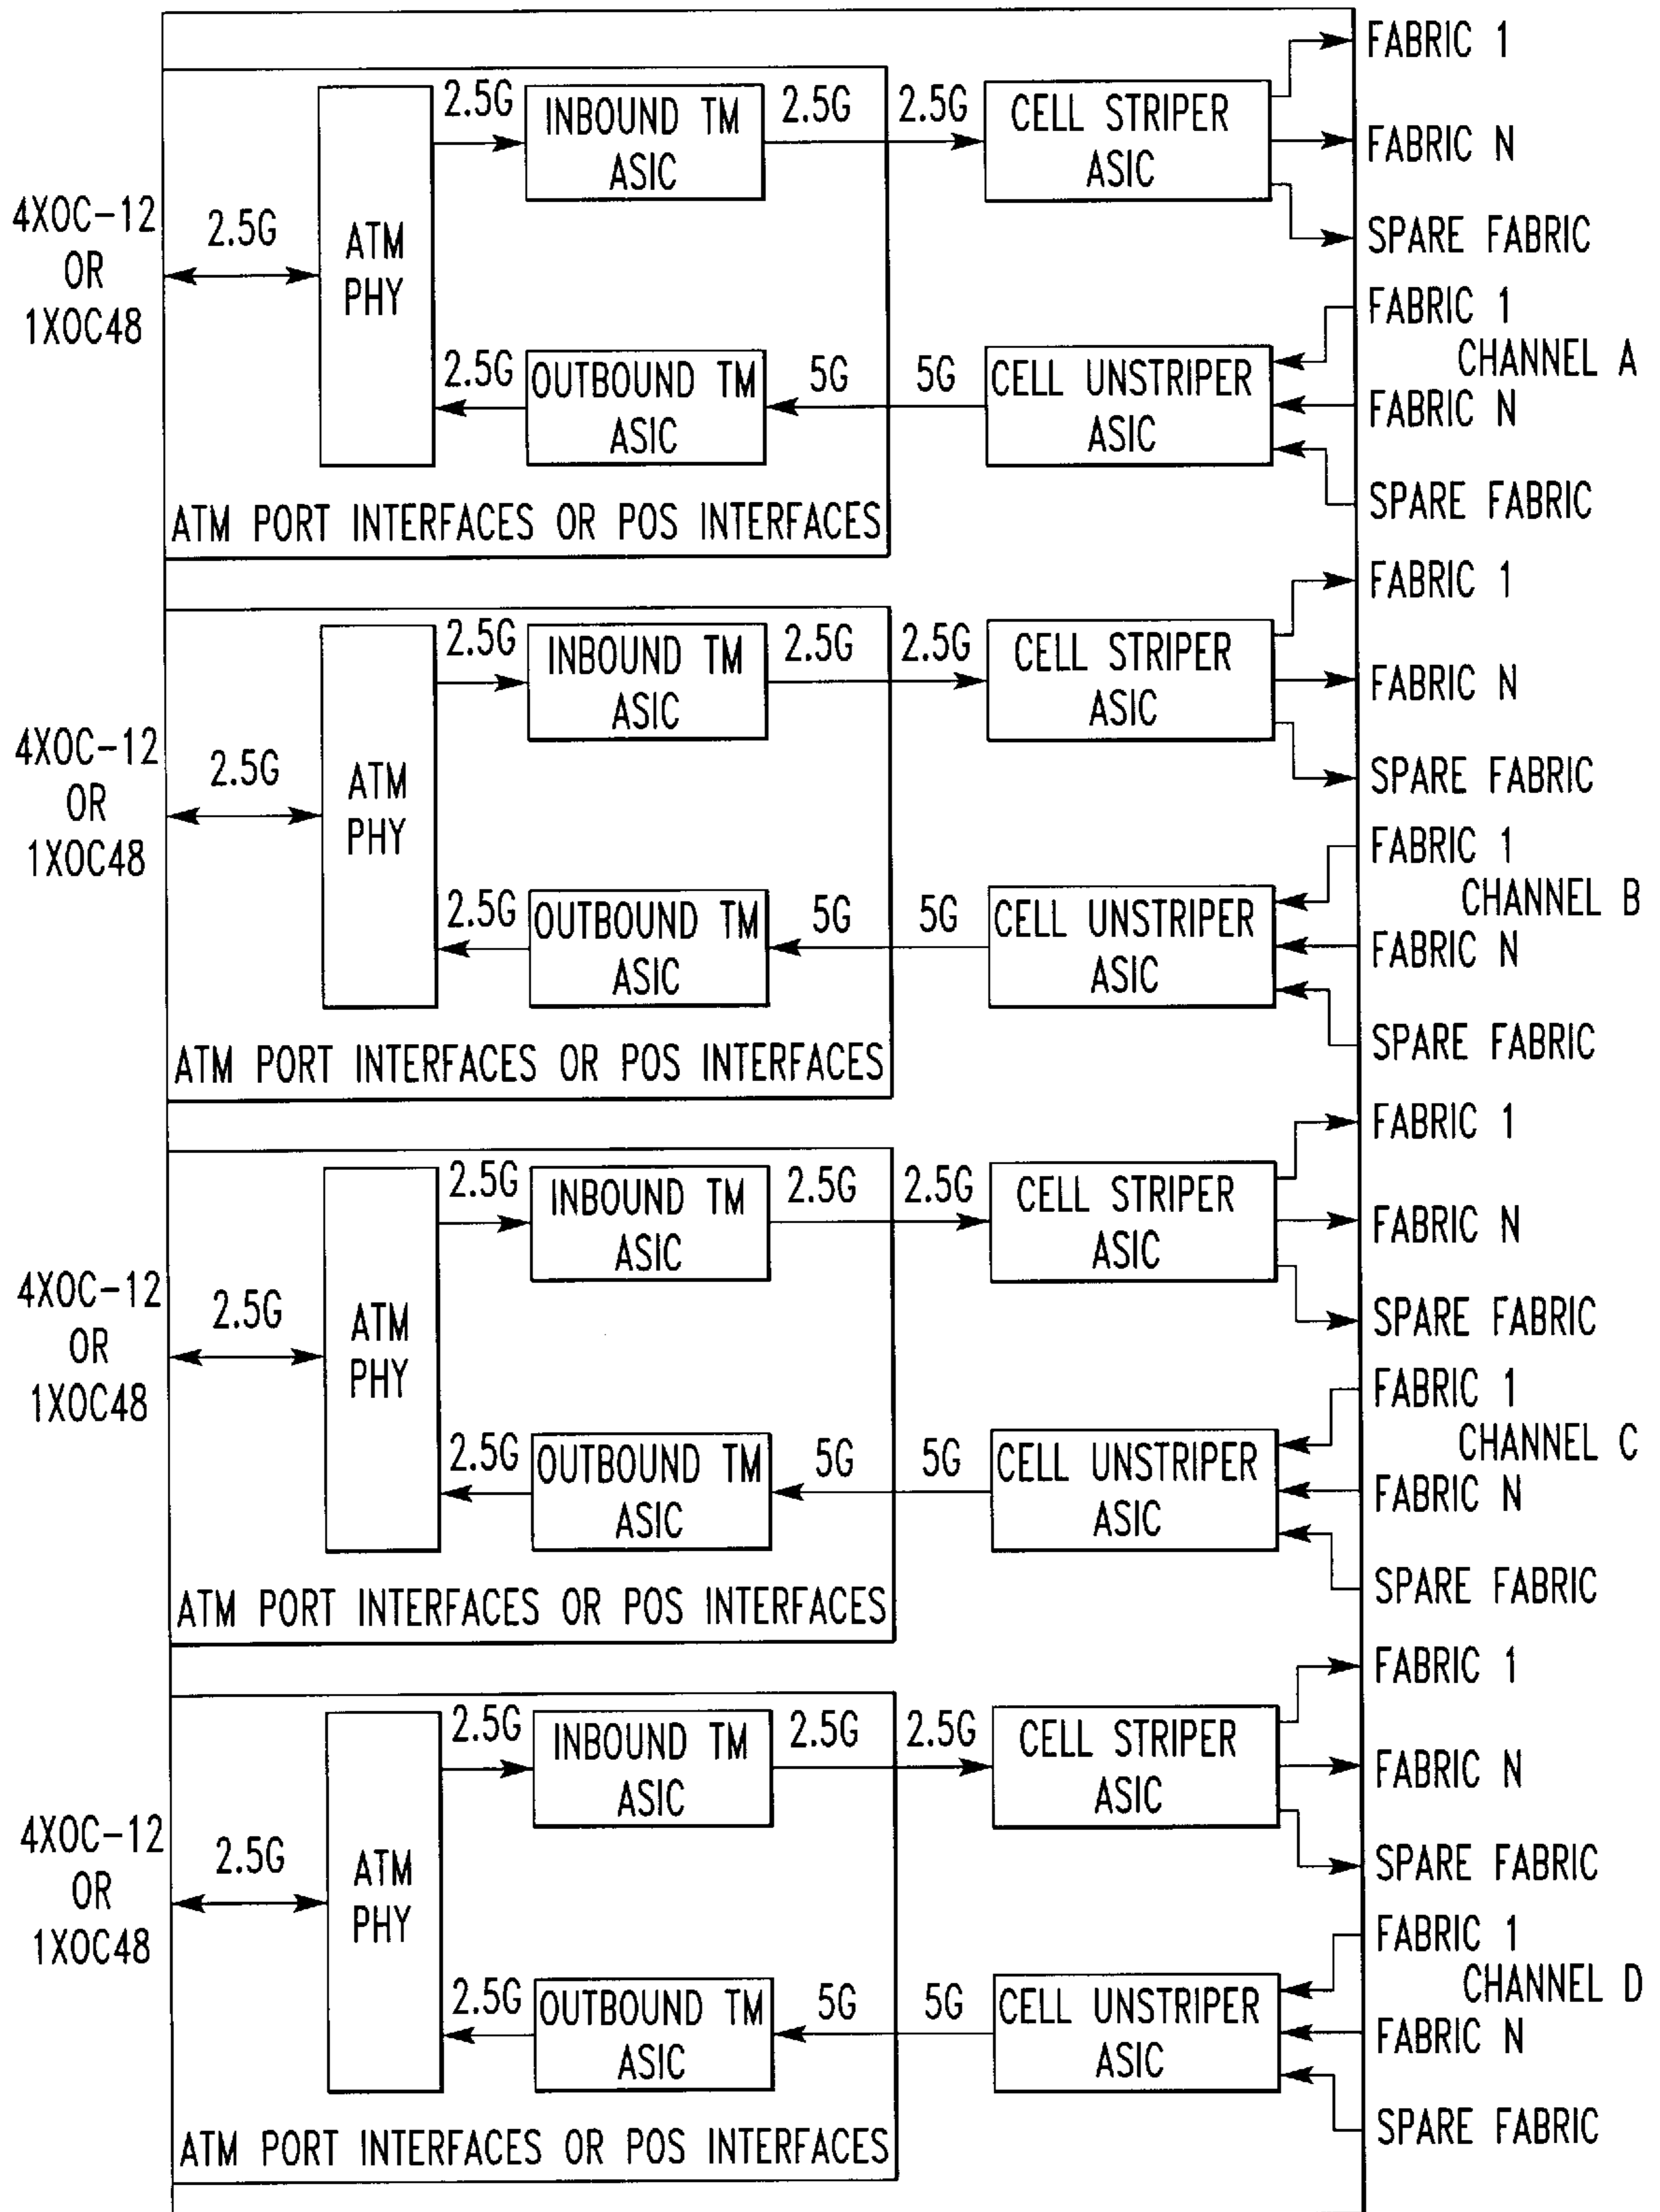 FABRIC 1
2.5G
INBOUND TM
ASIC
2.5G
2.5G
CELL STRIPER
ASIC
FABRIC N
4XOC-12
OR
1XOC48
2.5G
ATM
PHY
SPARE FABRIC
FABRIC 1
CHANNEL A
2.5G
OUTBOUND TM
ASIC
5G
5G
CELL UNSTRIPER
ASIC
FABRIC N
SPARE FABRIC
ATM PORT INTERFACES OR POS INTERFACES
FABRIC 1
2.5G
INBOUND TM
ASIC
2.5G
2.5G
CELL STRIPER
ASIC
FABRIC N
4XOC-12
OR
1XOC48
2.5G
ATM
PHY
SPARE FABRIC
FABRIC 1
CHANNEL B
2.5G
OUTBOUND TM
ASIC
5G
5G
CELL UNSTRIPER
ASIC
FABRIC N
SPARE FABRIC
ATM PORT INTERFACES OR POS INTERFACES
FABRIC 1
2.5G
INBOUND TM
ASIC
2.5G
2.5G
CELL STRIPER
ASIC
FABRIC N
4XOC-12
OR
1XOC48
2.5G
ATM
PHY
SPARE FABRIC
FABRIC 1
CHANNEL C
2.5G
OUTBOUND TM
ASIC
5G
5G
CELL UNSTRIPER
ASIC
FABRIC N
SPARE FABRIC
ATM PORT INTERFACES OR POS INTERFACES
FABRIC 1
2.5G
INBOUND TM
ASIC
2.5G
2.5G
CELL STRIPER
ASIC
FABRIC N
4XOC-12
OR
1XOC48
2.5G
ATM
PHY
SPARE FABRIC
FABRIC 1
CHANNEL D
2.5G
OUTBOUND TM
ASIC
5G
5G
CELL UNSTRIPER
ASIC
FABRIC N
SPARE FABRIC
ATM PORT INTERFACES OR POS INTERFACES